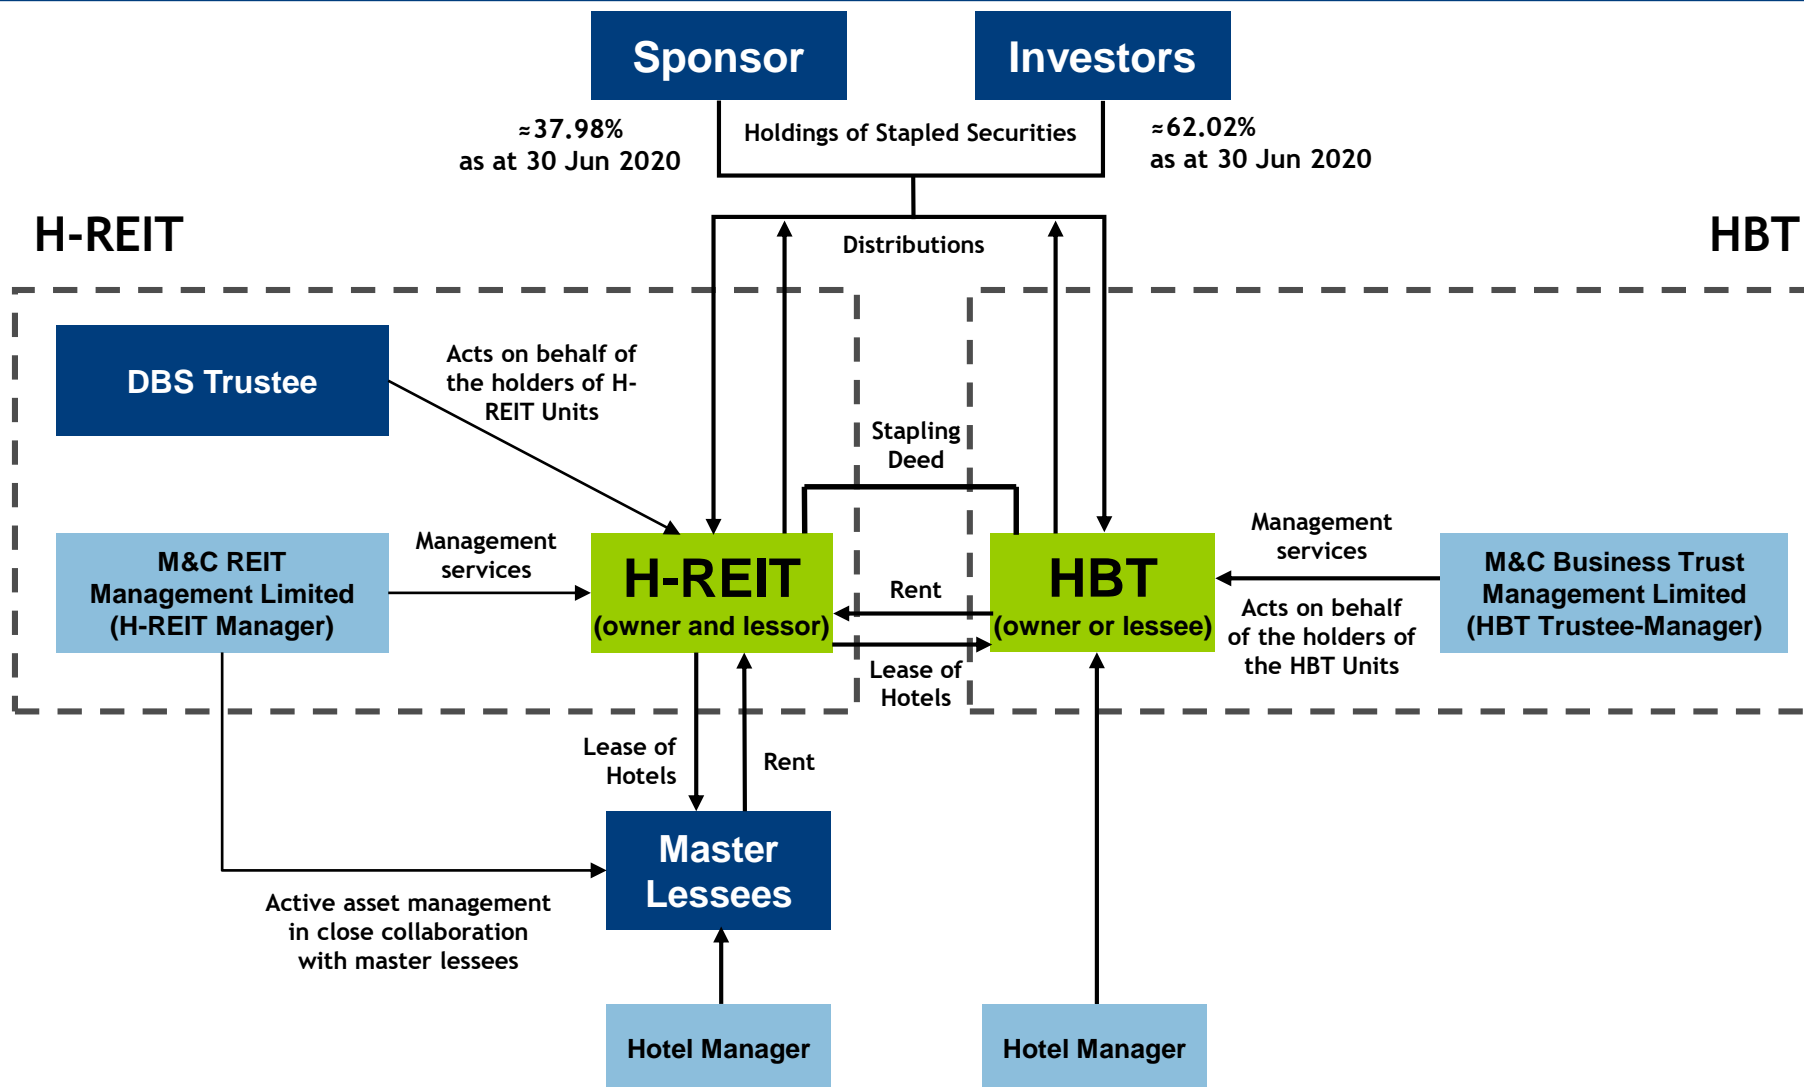 Sponsor
Investors
≈37.98%
as at 30 Jun 2020
Holdings of Stapled Securities
≈62.02%
as at 30 Jun 2020
H-REIT
HBT
Distributions
DBS Trustee
Acts on behalf of
the holders of H-
REIT Units
Stapling
Deed
M&C REIT
Management Limited
(H-REIT Manager)
Management
services
H-REIT
(owner and lessor)
Rent
Lease of
Hotels
HBT
(owner or lessee)
Management
services
Acts on behalf
of the holders of
the HBT Units
M&C Business Trust
Management Limited
(HBT Trustee-Manager)
Lease of
Hotels
Rent
Master
Lessees
Active asset management
in close collaboration
with master lessees
Hotel Manager
Hotel Manager